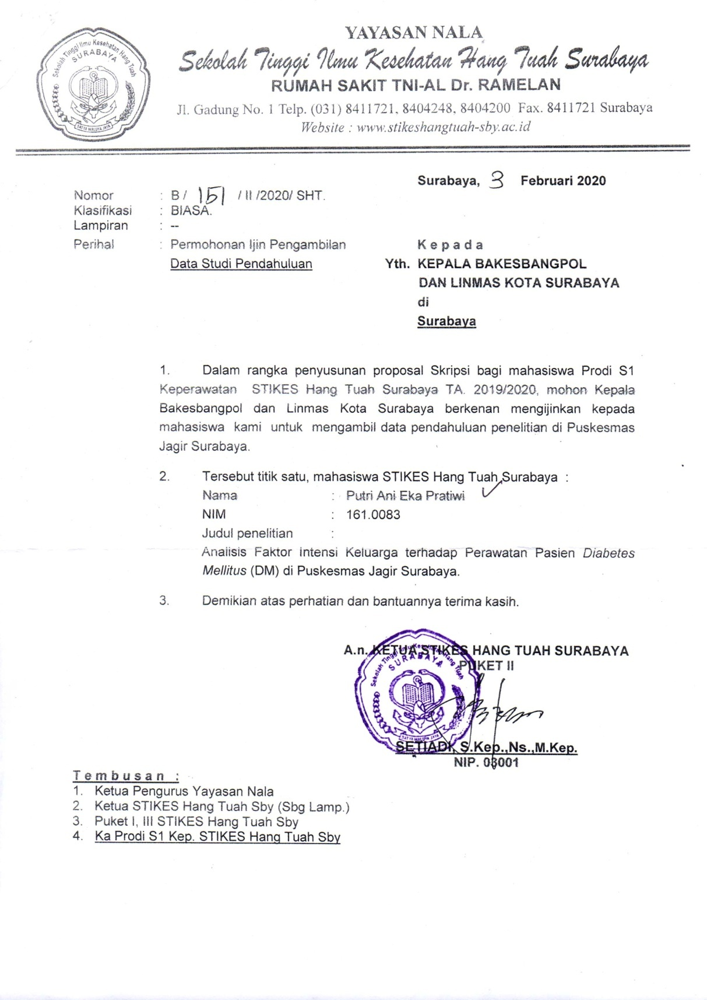 YAYASAN NALA
Sekolah Tinggi Ilmu Kesehatan Hang Tuah Surabaya
RUMAH SAKIT TNI-AL Dr. RAMELAN
Jl. Gadung No. 1 Telp. (031) 8411721, 8404248, 8404200 Fax. 8411721 Surabaya
Website : www.stikeshangtuah-sby.ac.id
Sekolah Tinggi Ilmu Kesehatan Hang Tuah
SURABAYA
SATYA WALUYA JAYA
Surabaya, 3 Februari 2020
Nomor : B / 151 / II /2020/ SHT.
Klasifikasi : BIASA.
Lampiran : --
Perihal : Permohonan Ijin Pengambilan
Data Studi Pendahuluan
K e p a d a
Yth. KEPALA BAKESBANGPOL
DAN LINMAS KOTA SURABAYA
di
Surabaya
1. Dalam rangka penyusunan proposal Skripsi bagi mahasiswa Prodi S1
Keperawatan STIKES Hang Tuah Surabaya TA. 2019/2020, mohon Kepala
Bakesbangpol dan Linmas Kota Surabaya berkenan mengijinkan kepada
mahasiswa kami untuk mengambil data pendahuluan penelitian di Puskesmas
Jagir Surabaya.
2. Tersebut titik satu, mahasiswa STIKES Hang Tuah Surabaya :
Nama : Putri Ani Eka Pratiwi
NIM : 161.0083
Judul penelitian :
Analisis Faktor Intensi Keluarga terhadap Perawatan Pasien Diabetes
Mellitus (DM) di Puskesmas Jagir Surabaya.
3. Demikian atas perhatian dan bantuannya terima kasih.
A.n. KETUA STIKES HANG TUAH SURABAYA
PUKET II
Sekolah Tinggi Ilmu Kesehatan Hang Tuah
SURABAYA
SATYA WALUYA JAYA
SETIADI, S.Kep.,Ns.,M.Kep.
NIP. 03001
T e m b u s a n :
1. Ketua Pengurus Yayasan Nala
2. Ketua STIKES Hang Tuah Sby (Sbg Lamp.)
3. Puket I, III STIKES Hang Tuah Sby
4. Ka Prodi S1 Kep. STIKES Hang Tuah Sby